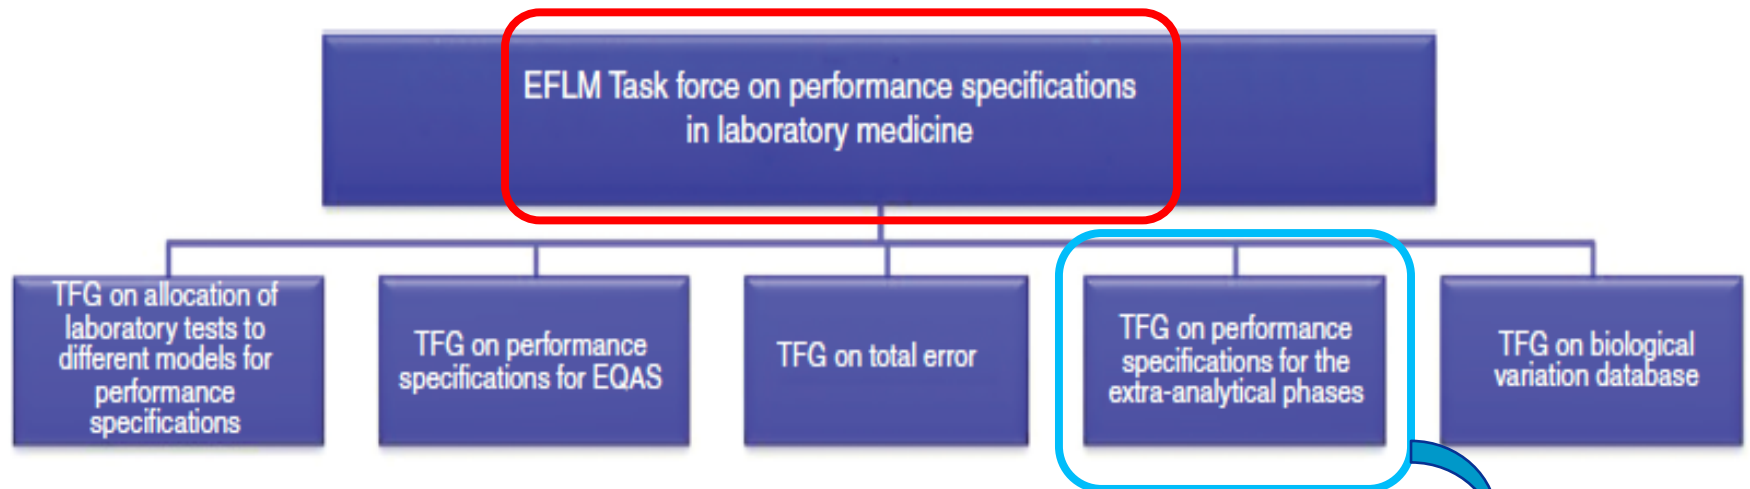 EFLM Task force on performance specifications
in laboratory medicine
TFG on allocation of
laboratory tests to
different models for
performance
specifications
TFG on performance
specifications for EQAS
TFG on total error
TFG on performance
specifications for the
extra-analytical phases
TFG on biological
variation database